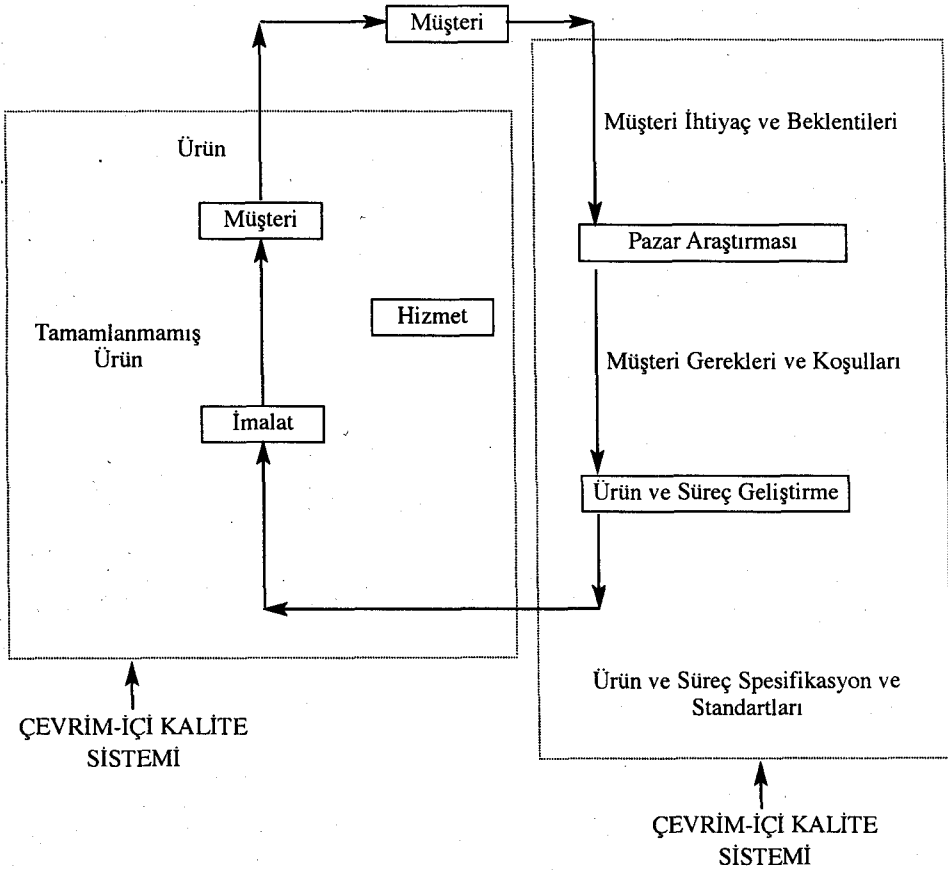 Müşteri
Müşteri İhtiyaç ve Beklentileri
Ürün
Müşteri
Pazar Araştırması
Hizmet
Tamamlanmamış
Ürün
Müşteri Gerekleri ve Koşulları
İmalat
Ürün ve Süreç Geliştirme
Ürün ve Süreç Spesifikasyon ve
Standartları
ÇEVRİM-İÇİ KALİTE
SİSTEMİ
ÇEVRİM-İÇİ KALİTE
SİSTEMİ